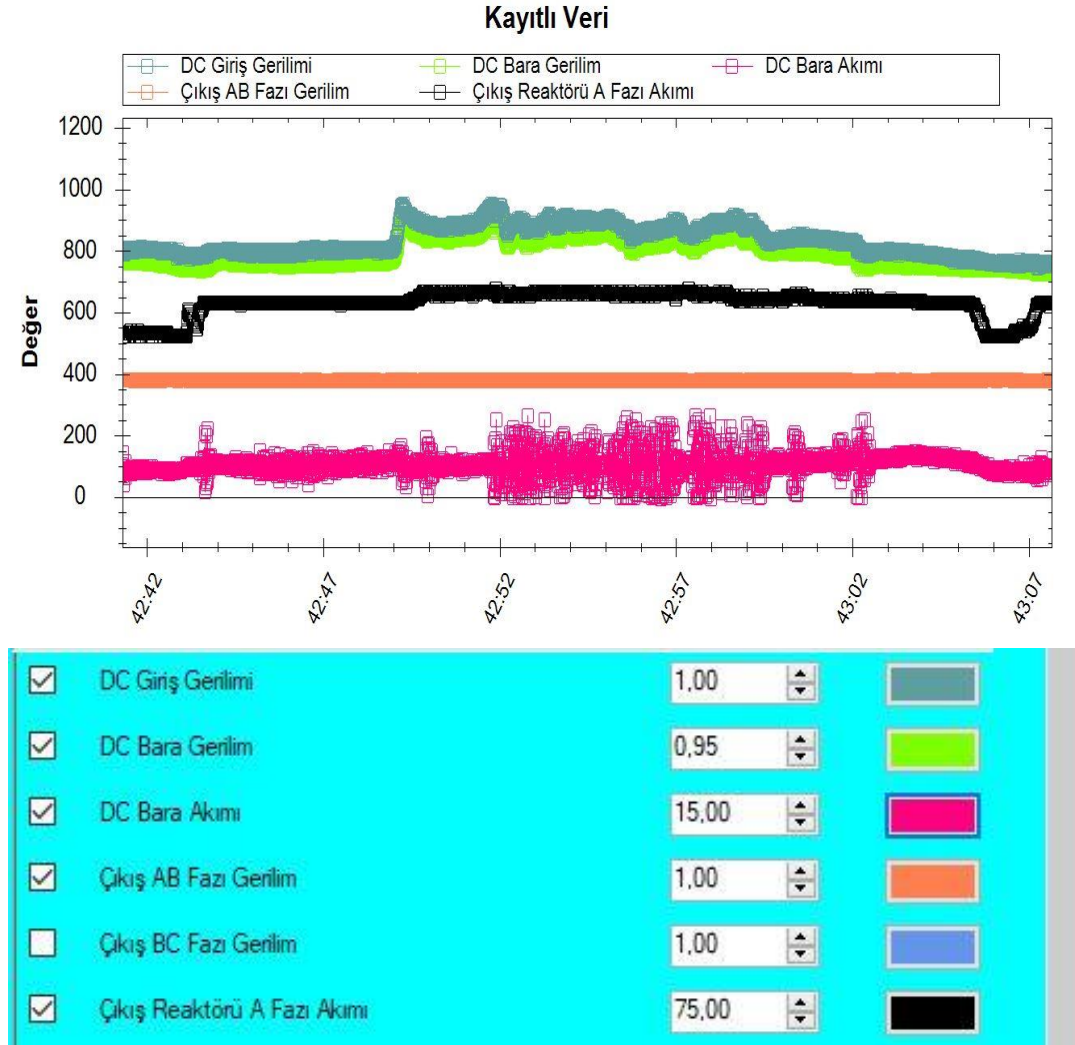 Kayıtlı Veri
DC Giriş Gerilimi DC Bara Gerilim DC Bara Akımı
Çıkış AB Fazı Gerilim Çıkış Reaktörü A Fazı Akımı
1200
1000
800
600
400
200
0
Değer
42:42 42:47 42:52 42:57 43:02 43:07
DC Giriş Gerilimi 1,00
DC Bara Gerilim 0,95
DC Bara Akımı 15,00
Çıkış AB Fazı Gerilim 1,00
Çıkış BC Fazı Gerilim 1,00
Çıkış Reaktörü A Fazı Akımı 75,00